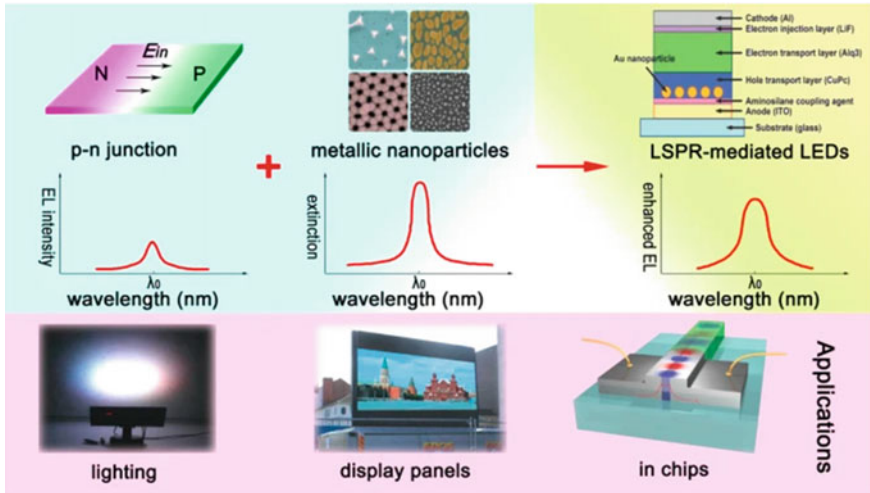 N
Ein
P
p-n junction
+
metallic nanoparticles
Cathode (Al)
Electron injection layer (LiF)
Electron transport layer (Alq3)
Au nanoparticle
Hole transport layer (CuPc)
Aminosilane coupling agent
Anode (ITO)
Substrate (glass)
LSPR-mediated LEDs
EL intensity
λ0
wavelength (nm)
extinction
λ0
wavelength (nm)
enhanced EL
λ0
wavelength (nm)
lighting
display panels
in chips
Applications